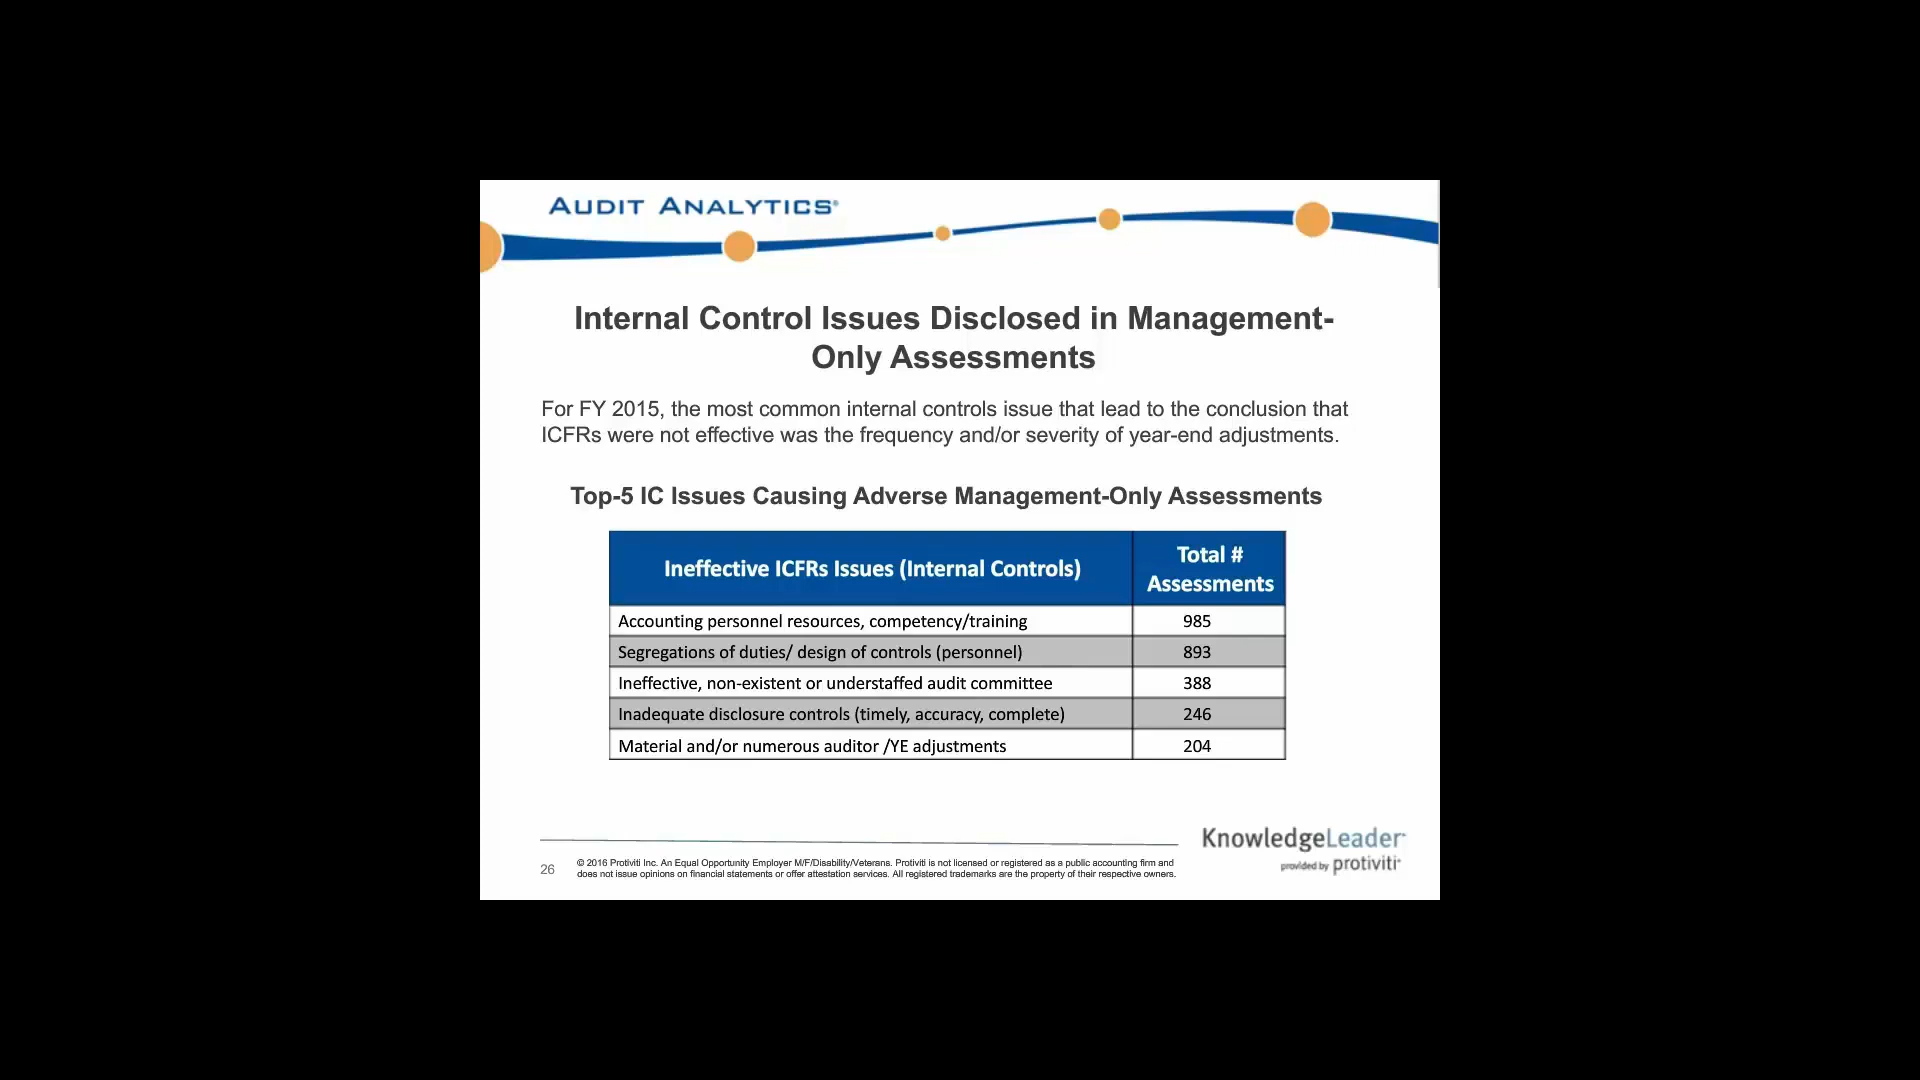 AUDIT ANALYTICS®
Internal Control Issues Disclosed in Management-
Only Assessments
For FY 2015, the most common internal controls issue that lead to the conclusion that
ICFRs were not effective was the frequency and/or severity of year-end adjustments.
Top-5 IC Issues Causing Adverse Management-Only Assessments
Ineffective ICFRs Issues (Internal Controls)
Total #
Assessments
Accounting personnel resources, competency/training 985
Segregations of duties/ design of controls (personnel) 893
Ineffective, non-existent or understaffed audit committee 388
Inadequate disclosure controls (timely, accuracy, complete) 246
Material and/or numerous auditor /YE adjustments 204
KnowledgeLeader
provided by protiviti
26
© 2016 Protiviti Inc. An Equal Opportunity Employer M/F/Disability/Veterans. Protiviti is not licensed or registered as a public accounting firm and
does not issue opinions on financial statements or offer attestation services. All registered trademarks are the property of their respective owners.